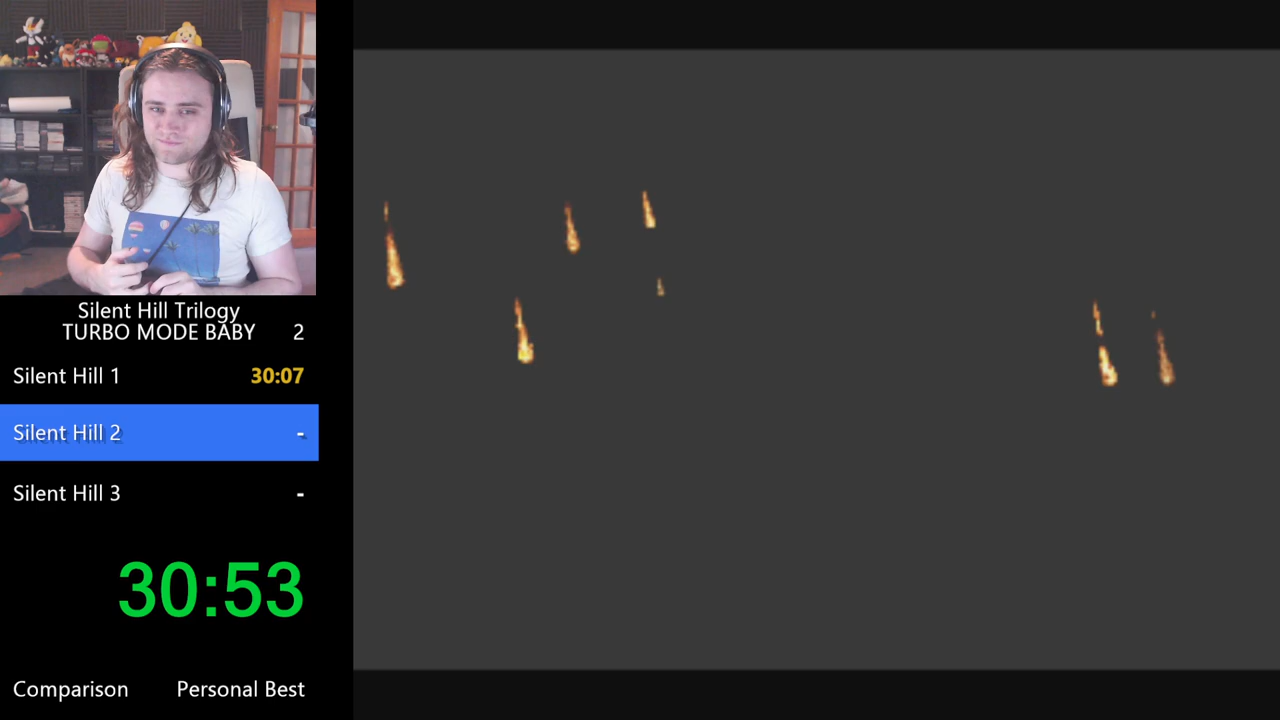 Silent Hill Trilogy
TURBO MODE BABY 2
Silent Hill 1 30:07
Silent Hill 2 -
Silent Hill 3 -
30:53
Comparison Personal Best